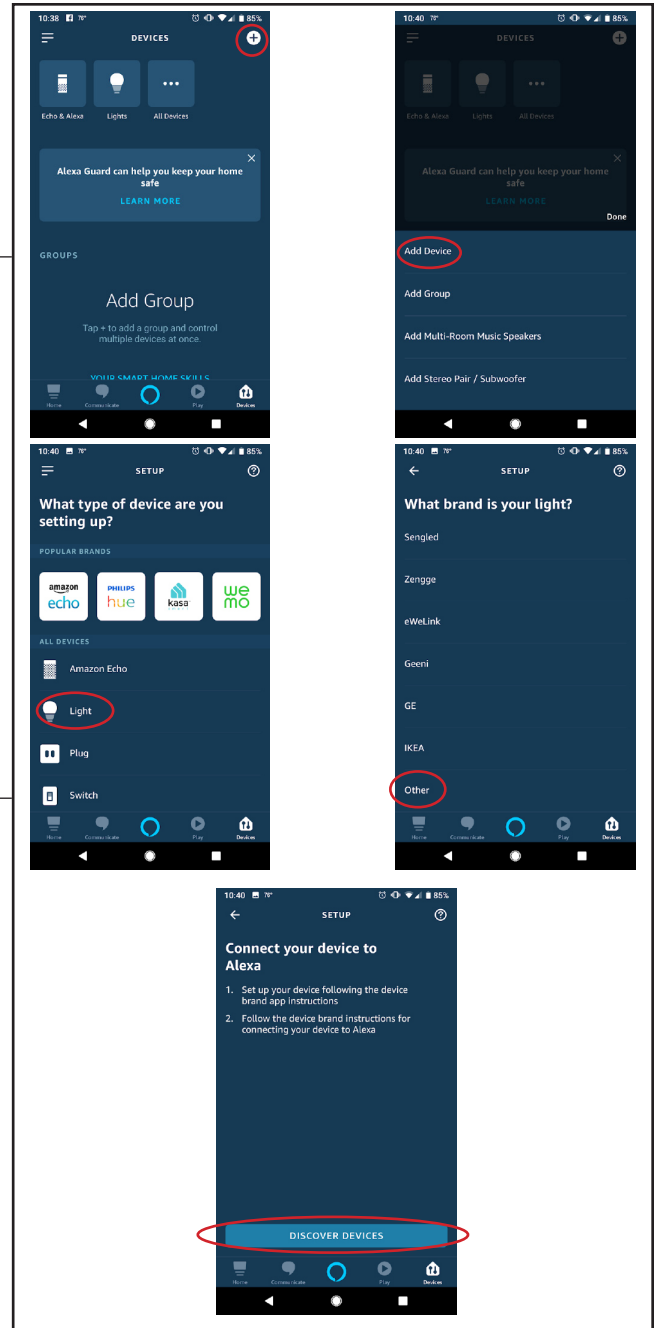 10:38 70° 85%
DEVICES
Echo & Alexa Lights All Devices
Alexa Guard can help you keep your home
safe
LEARN MORE
GROUPS
Add Group
Tap + to add a group and control
multiple devices at once.
YOUR SMART HOME SKILLS
Home Communicate Play Devices
10:40 70° 85%
DEVICES
Echo & Alexa Lights All Devices
Alexa Guard can help you keep your home
safe
LEARN MORE
Done
Add Device
Add Group
Add Multi-Room Music Speakers
Add Stereo Pair / Subwoofer
10:40 70° 85%
SETUP
What type of device are you
setting up?
POPULAR BRANDS
amazon
echo
PHILIPS
hue
kasa
we
mo
ALL DEVICES
Amazon Echo
Light
Plug
Switch
Home Communicate Play Devices
10:40 70° 85%
SETUP
What brand is your light?
Sengled
Zengge
eWeLink
Geeni
GE
IKEA
Other
Home Communicate Play Devices
10:40 70° 85%
SETUP
Connect your device to
Alexa
1. Set up your device following the device
brand app instructions
2. Follow the device brand instructions for
connecting your device to Alexa
DISCOVER DEVICES
Home Communicate Play Devices